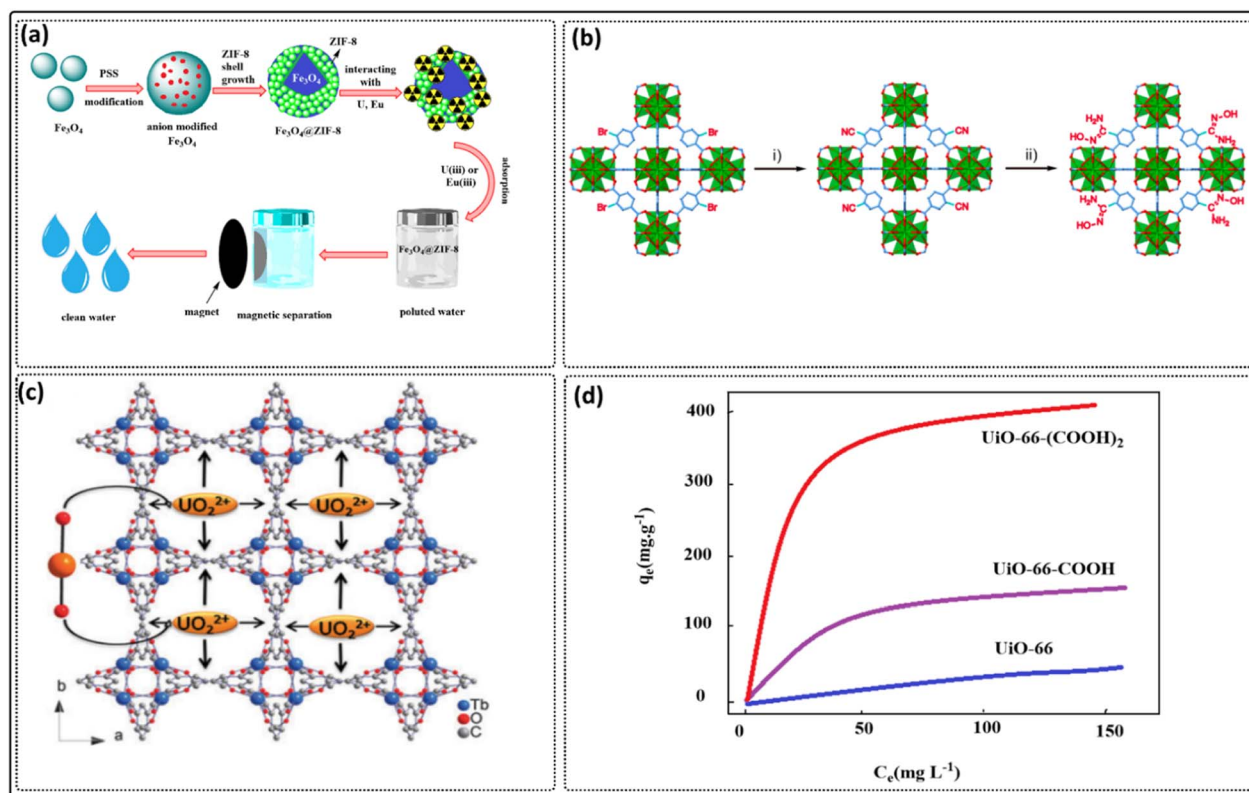 (a)
ZIF-8
PSS
modification
ZIF-8
shell
growth
Fe₃O₄
interacting
with
U, Eu
Fe₃O₄
anion modified
Fe₃O₄
Fe₃O₄@ZIF-8
adsorption
U(iii) or
Eu(iii)
Fe₃O₄@ZIF-8
magnet
clean water
magnetic separation
poluted water
(b)
Br
Br
Br
Br
i)
NC
CN
NC
CN
ii)
H₂N
HO-N
N-OH
NH₂
H₂N
HO-N
N-OH
NH₂
(c)
UO₂²⁺
UO₂²⁺
UO₂²⁺
UO₂²⁺
b
a
Tb
O
C
(d)
400
300
200
100
0
qₑ(mg.g⁻¹)
UiO-66-(COOH)₂
UiO-66-COOH
UiO-66
0
50
100
150
Cₑ(mg L⁻¹)